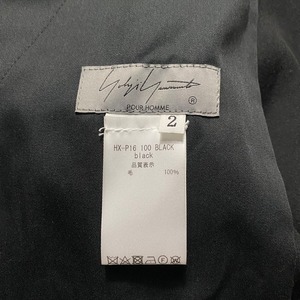 Yohji Yamamoto
®
POUR HOMME
2
HX-P16 100 BLACK
black
品質表示
毛 100%